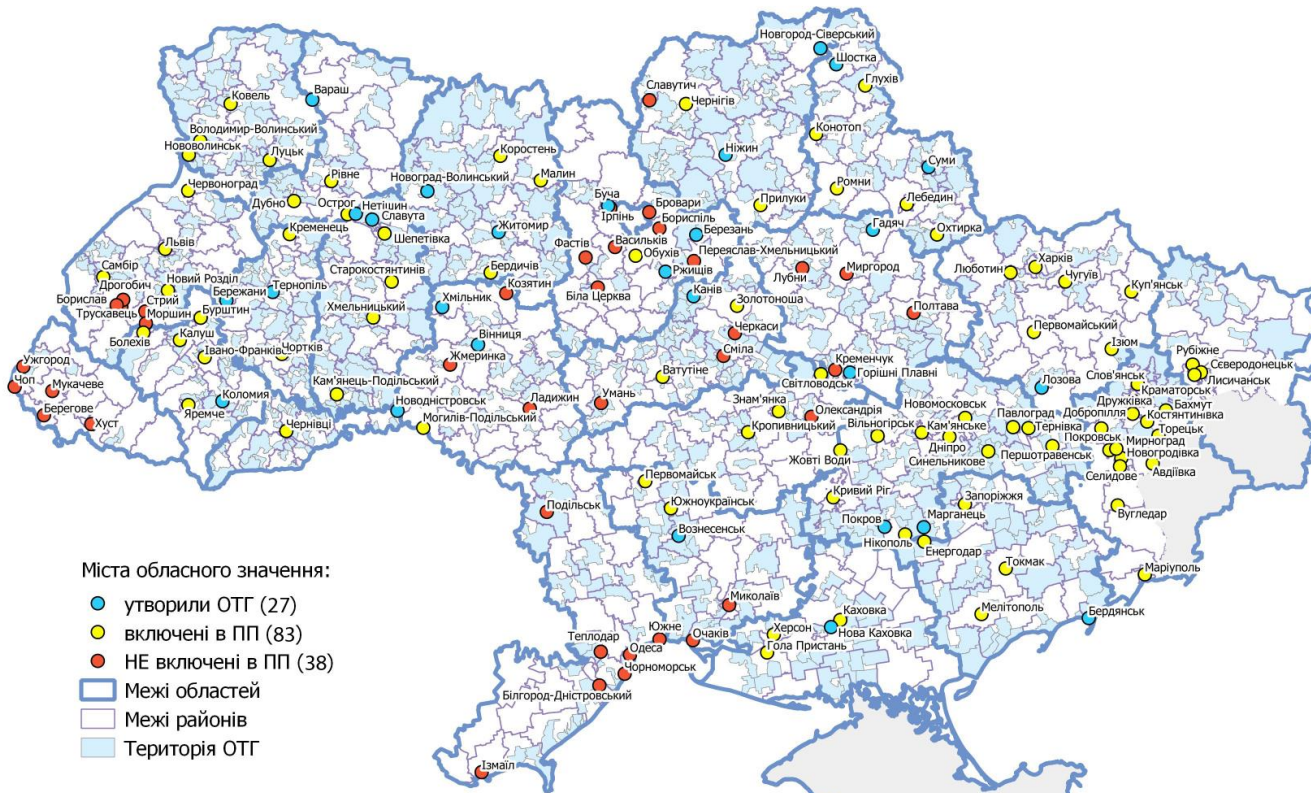 Новгород-Сіверський
Шостка
Глухів
Славутич
Чернігів
Ковель
Вараш
Конотоп
Володимир-Волинський
Нововолинськ
Луцьк
Ніжин
Суми
Коростень
Новоград-Волинський
Малин
Червоноград
Рівне
Ромни
Лебедин
Прилуки
Дубно
Острог
Нетішин
Славута
Буча
Ірпінь
Бровари
Бориспіль
Березань
Гадяч
Охтирка
Кременець
Шепетівка
Житомир
Фастів
Васильків
Обухів
Переяслав-Хмельницький
Львів
Старокостянтинів
Бердичів
Ржищів
Лубни
Миргород
Люботин
Харків
Чугуїв
Самбір
Новий Розділ
Дрогобич
Бережани
Тернопіль
Козятин
Біла Церква
Канів
Куп'янськ
Борислав
Стрий
Трускавець
Моршин
Бурштин
Хмельницький
Хмільник
Золотоноша
Полтава
Болехів
Калуш
Вінниця
Черкаси
Первомайський
Ужгород
Івано-Франківськ
Чортків
Жмеринка
Сміла
Кременчук
Ізюм
Рубіжне
Сєверодонецьк
Чоп
Мукачеве
Кам'янець-Подільський
Ватутіне
Світловодськ
Горішні Плавні
Лозова
Слов'янськ
Лисичанськ
Краматорськ
Берегове
Яремче
Коломия
Новодністровськ
Ладижин
Умань
Знам'янка
Новомосковськ
Дружківка
Бахмут
Хуст
Могилів-Подільський
Олександрія
Павлоград
Добропілля
Костянтинівка
Чернівці
Кропивницький
Вільногірськ
Кам'янське
Тернівка
Торецьк
Дніпро
Покровськ
Мирноград
Жовті Води
Синельникове
Першотравенськ
Новогродівка
Селидове
Авдіївка
Первомайськ
Кривий Ріг
Запоріжжя
Подільськ
Южноукраїнськ
Покров
Марганець
Вугледар
Вознесенськ
Нікополь
Енергодар
Токмак
Маріуполь
Миколаїв
Каховка
Мелітополь
Бердянськ
Южне
Очаків
Херсон
Нова Каховка
Теплодар
Одеса
Гола Пристань
Чорноморськ
Білгород-Дністровський
Ізмаїл
Міста обласного значення:
утворили ОТГ (27)
включені в ПП (83)
НЕ включені в ПП (38)
Межі областей
Межі районів
Територія ОТГ